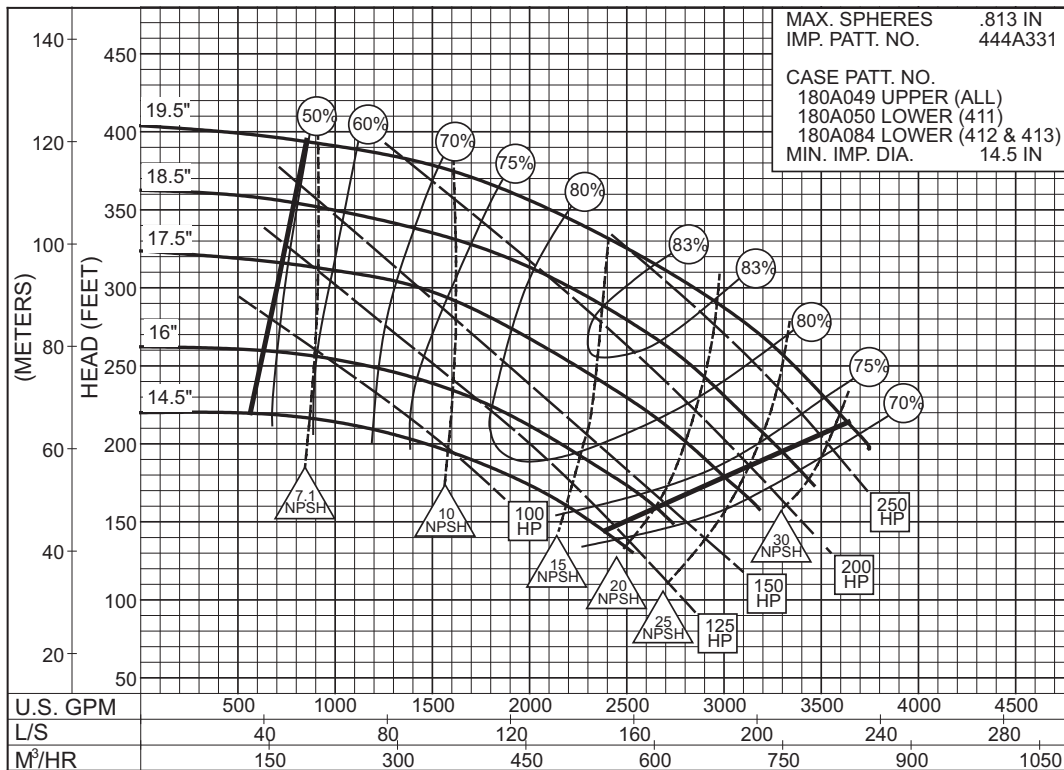 MAX. SPHERES .813 IN
IMP. PATT. NO. 444A331
CASE PATT. NO.
180A049 UPPER (ALL)
180A050 LOWER (411)
180A084 LOWER (412 & 413)
MIN. IMP. DIA. 14.5 IN
(METERS)
140
120
100
80
60
40
20
HEAD (FEET)
450
400
350
300
250
200
150
100
50
19.5"
18.5"
17.5"
16"
14.5"
50%
60%
70%
75%
80%
83%
83%
80%
75%
70%
7.1
NPSH
10
NPSH
15
NPSH
20
NPSH
25
NPSH
30
NPSH
100
HP
125
HP
150
HP
200
HP
250
HP
U.S. GPM 500 1000 1500 2000 2500 3000 3500 4000 4500
L/S 40 80 120 160 200 240 280
M³/HR 150 300 450 600 750 900 1050